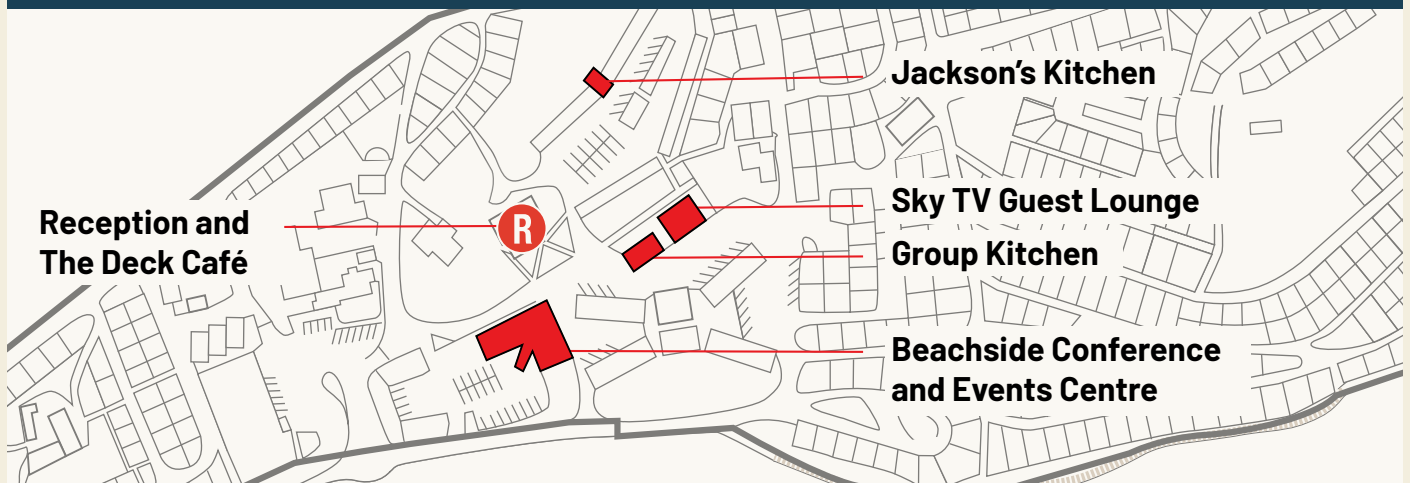 Jackson’s Kitchen
Reception and
The Deck Café
R
Sky TV Guest Lounge
Group Kitchen
Beachside Conference
and Events Centre